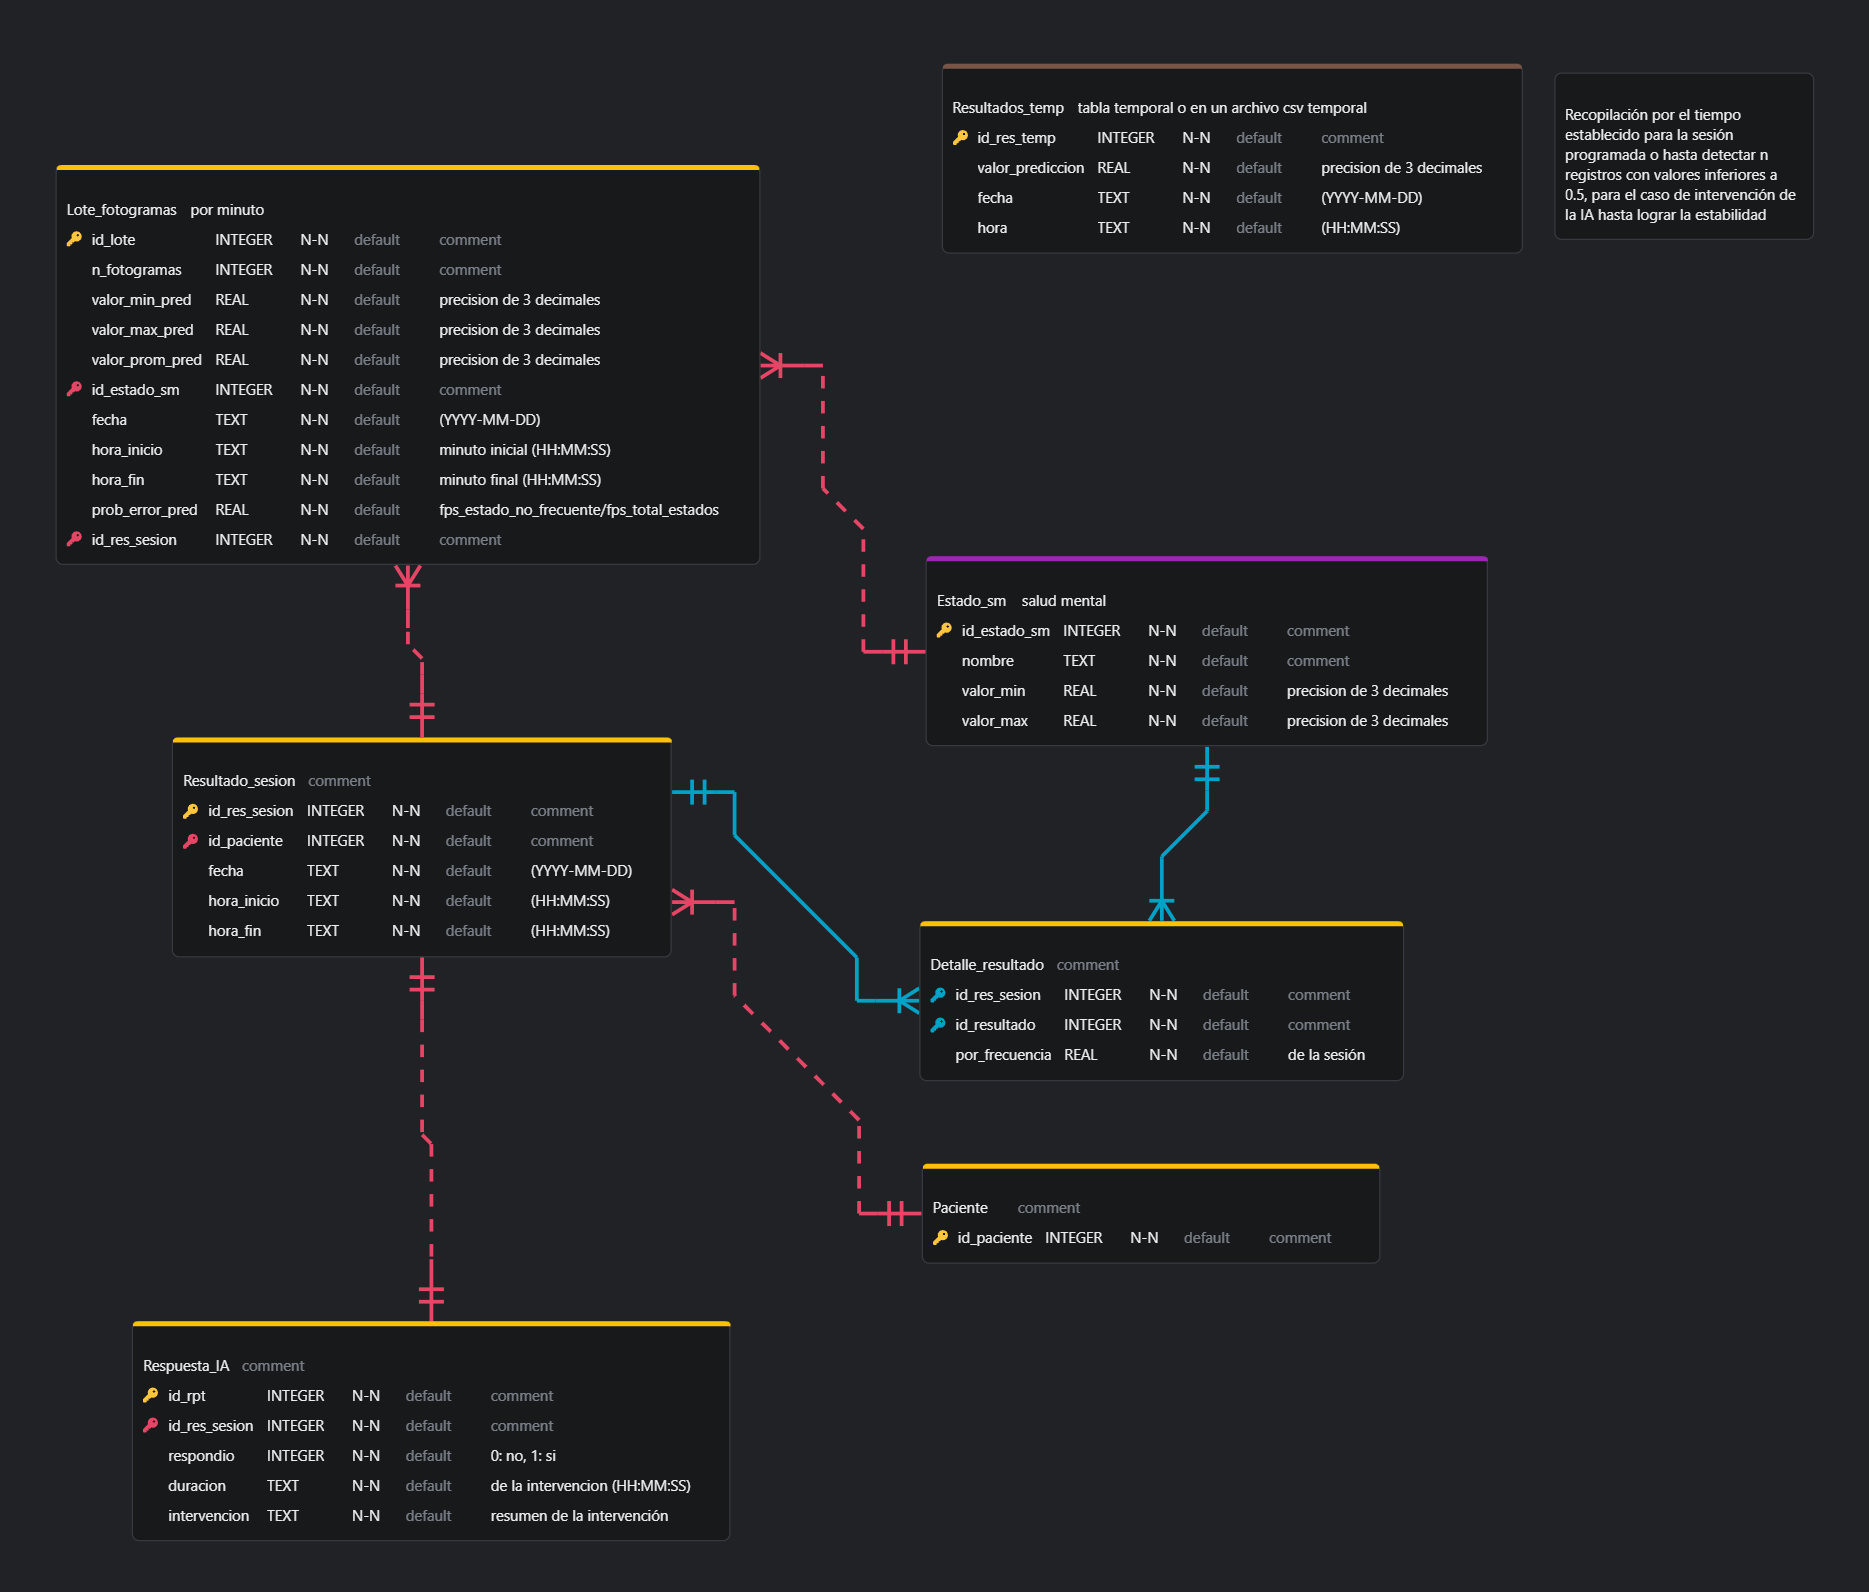 Resultados_temp tabla temporal o en un archivo csv temporal
id_res_temp INTEGER N-N default comment
valor_prediccion REAL N-N default precision de 3 decimales
fecha TEXT N-N default (YYYY-MM-DD)
hora TEXT N-N default (HH:MM:SS)
Recopilación por el tiempo
establecido para la sesión
programada o hasta detectar n
registros con valores inferiores a
0.5, para el caso de intervención de
la IA hasta lograr la estabilidad
Lote_fotogramas por minuto
id_lote INTEGER N-N default comment
n_fotogramas INTEGER N-N default comment
valor_min_pred REAL N-N default precision de 3 decimales
valor_max_pred REAL N-N default precision de 3 decimales
valor_prom_pred REAL N-N default precision de 3 decimales
id_estado_sm INTEGER N-N default comment
fecha TEXT N-N default (YYYY-MM-DD)
hora_inicio TEXT N-N default minuto inicial (HH:MM:SS)
hora_fin TEXT N-N default minuto final (HH:MM:SS)
prob_error_pred REAL N-N default fps_estado_no_frecuente/fps_total_estados
id_res_sesion INTEGER N-N default comment
Estado_sm salud mental
id_estado_sm INTEGER N-N default comment
nombre TEXT N-N default comment
valor_min REAL N-N default precision de 3 decimales
valor_max REAL N-N default precision de 3 decimales
Resultado_sesion comment
id_res_sesion INTEGER N-N default comment
id_paciente INTEGER N-N default comment
fecha TEXT N-N default (YYYY-MM-DD)
hora_inicio TEXT N-N default (HH:MM:SS)
hora_fin TEXT N-N default (HH:MM:SS)
Detalle_resultado comment
id_res_sesion INTEGER N-N default comment
id_resultado INTEGER N-N default comment
por_frecuencia REAL N-N default de la sesión
Paciente comment
id_paciente INTEGER N-N default comment
Respuesta_IA comment
id_rpt INTEGER N-N default comment
id_res_sesion INTEGER N-N default comment
respondio INTEGER N-N default 0: no, 1: si
duracion TEXT N-N default de la intervencion (HH:MM:SS)
intervencion TEXT N-N default resumen de la intervención